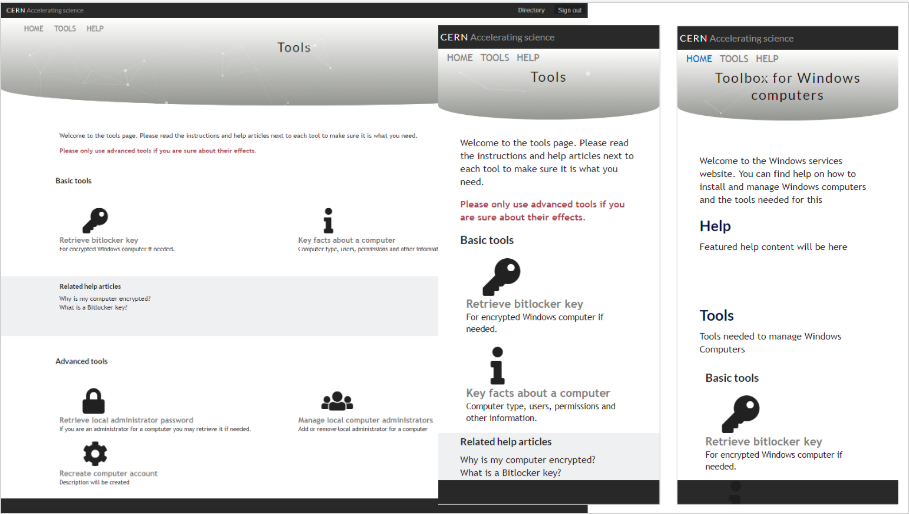 CERN Accelerating science
Directory
Sign out
HOME TOOLS HELP
Tools
Welcome to the tools page. Please read the instructions and help articles next to each tool to make sure it is what you need.
Please only use advanced tools if you are sure about their effects.
Basic tools
Retrieve bitlocker key
For encrypted Windows computer if needed.
Key facts about a computer
Computer type, users, permissions and other informat
Related help articles
Why is my computer encrypted?
What is a Bitlocker key?
Advanced tools
Retrieve local administrator password
If you are an administrator for a comptuter you may retrieve it if needed.
Manage local computer administrators
Add or remove local administrator for a computer
Recreate computer account
Description will be created
CERN Accelerating science
HOME TOOLS HELP
Tools
Welcome to the tools page. Please read
the instructions and help articles next to
each tool to make sure it is what you
need.
Please only use advanced tools if you
are sure about their effects.
Basic tools
Retrieve bitlocker key
For encrypted Windows computer if
needed.
Key facts about a computer
Computer type, users, permissions and
other information.
Related help articles
Why is my computer encrypted?
What is a Bitlocker key?
CERN Accelerating science
HOME TOOLS HELP
Toolbox for Windows
computers
Welcome to the Windows services
website. You can find help on how to
install and manage Windows computers
and the tools needed for this
Help
Featured help content will be here
Tools
Tools needed to manage Windows
Computers
Basic tools
Retrieve bitlocker key
For encrypted Windows computer if
needed.